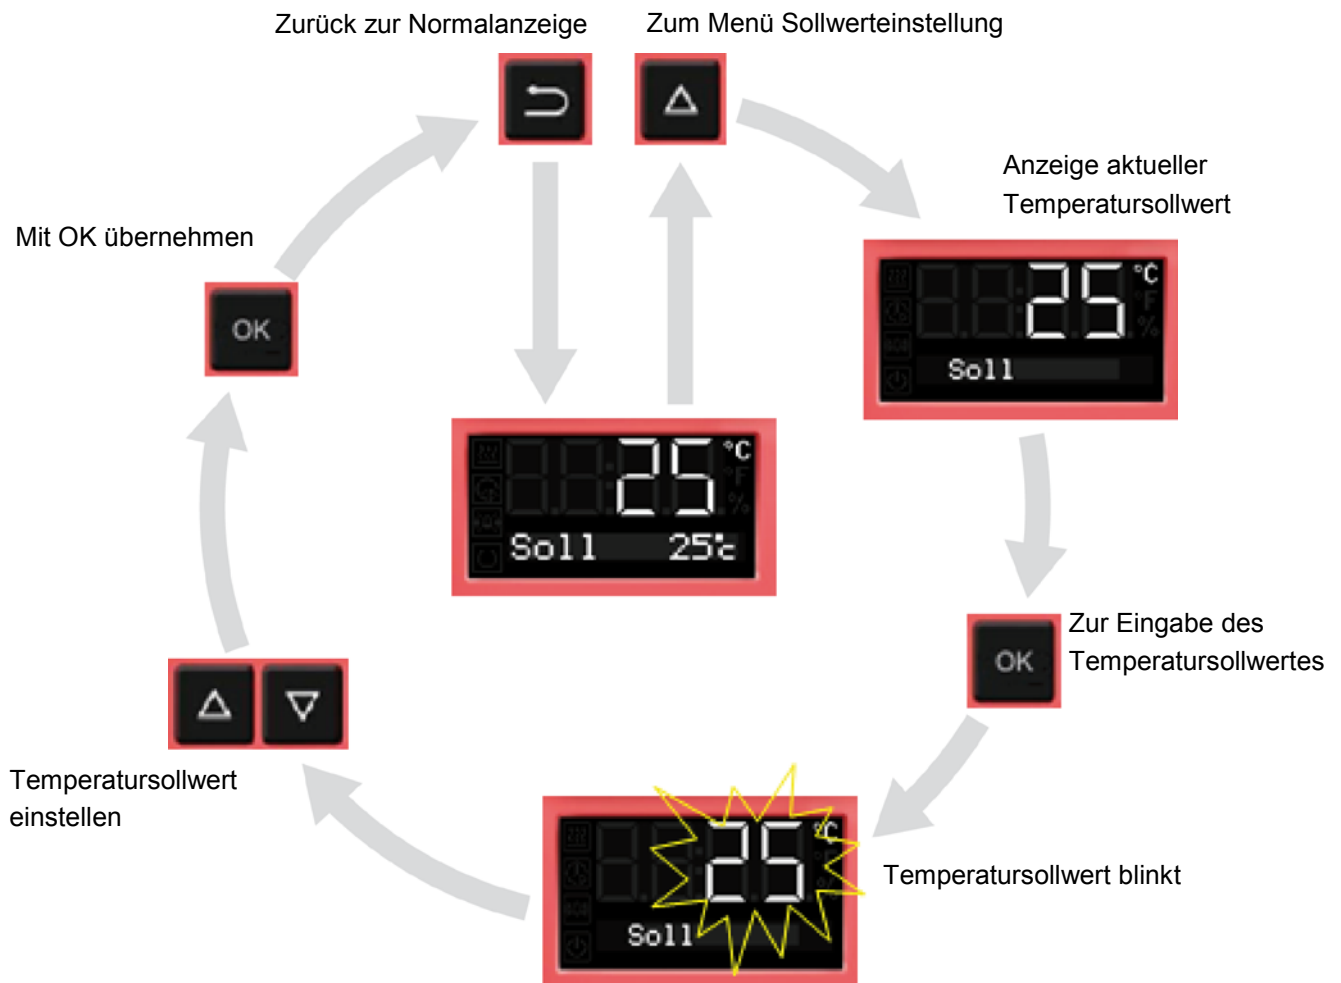 Zurück zur Normalanzeige
Zum Menü Sollwerteinstellung
Anzeige aktueller
Temperatursollwert
25 °C
°F
%
Soll
Mit OK übernehmen
OK
25 °C
°F
%
Soll 25°C
Zur Eingabe des
Temperatursollwertes
OK
Temperatursollwert
einstellen
25 °C
Soll
Temperatursollwert blinkt